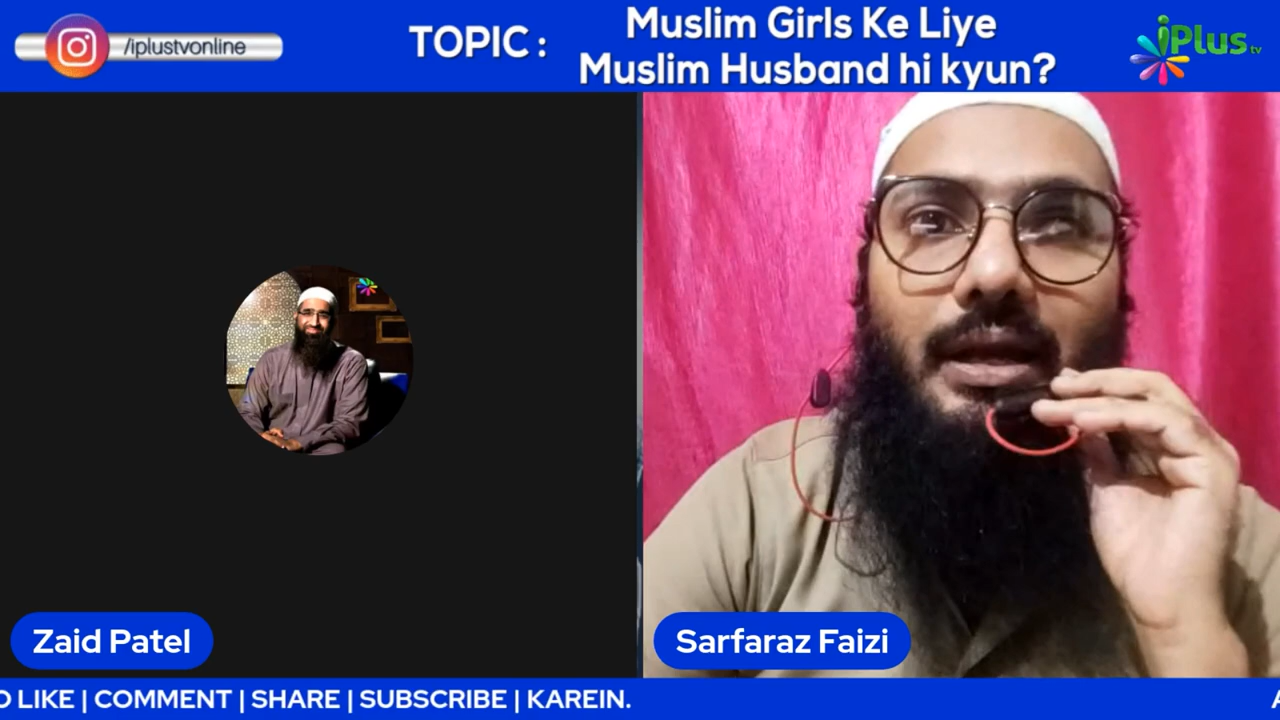 /iplustvonline
TOPIC :
Muslim Girls Ke Liye
Muslim Husband hi kyun?
iPlus tv
Zaid Patel
Sarfaraz Faizi
LIKE | COMMENT | SHARE | SUBSCRIBE | KAREIN.